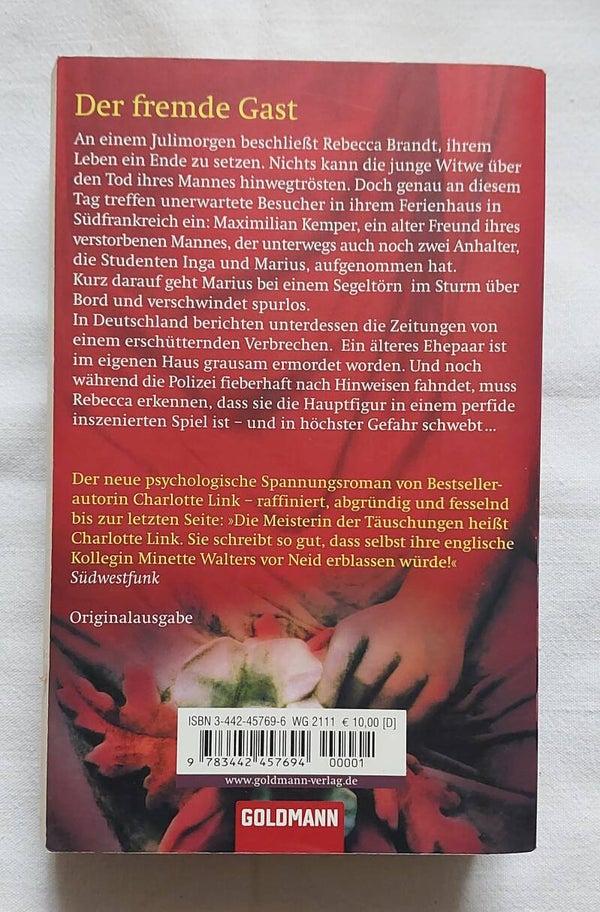 Der fremde Gast
An einem Julimorgen beschließt Rebecca Brandt, ihrem
Leben ein Ende zu setzen. Nichts kann die junge Witwe über
den Tod ihres Mannes hinwegtrösten. Doch genau an diesem
Tag treffen unerwartete Besucher in ihrem Ferienhaus in
Südfrankreich ein: Maximilian Kemper, ein alter Freund ihres
verstorbenen Mannes, der unterwegs auch noch zwei Anhalter,
die Studenten Inga und Marius, aufgenommen hat.
Kurz darauf geht Marius bei einem Segeltörn im Sturm über
Bord und verschwindet spurlos.
In Deutschland berichten unterdessen die Zeitungen von
einem erschütternden Verbrechen. Ein älteres Ehepaar ist
im eigenen Haus grausam ermordet worden. Und noch
während die Polizei fieberhaft nach Hinweisen fahndet, muss
Rebecca erkennen, dass sie die Hauptfigur in einem perfide
inszenierten Spiel ist – und in höchster Gefahr schwebt ...
Der neue psychologische Spannungsroman von Bestseller-
autorin Charlotte Link – raffiniert, abgründig und fesselnd
bis zur letzten Seite: »Die Meisterin der Täuschungen heißt
Charlotte Link. Sie schreibt so gut, dass selbst ihre englische
Kollegin Minette Walters vor Neid erblassen würde!«
Südwestfunk
Originalausgabe
ISBN 3-442-45769-6 WG 2111 € 10,00 [D]
9 783442 457694 00001
www.goldmann-verlag.de
GOLDMANN